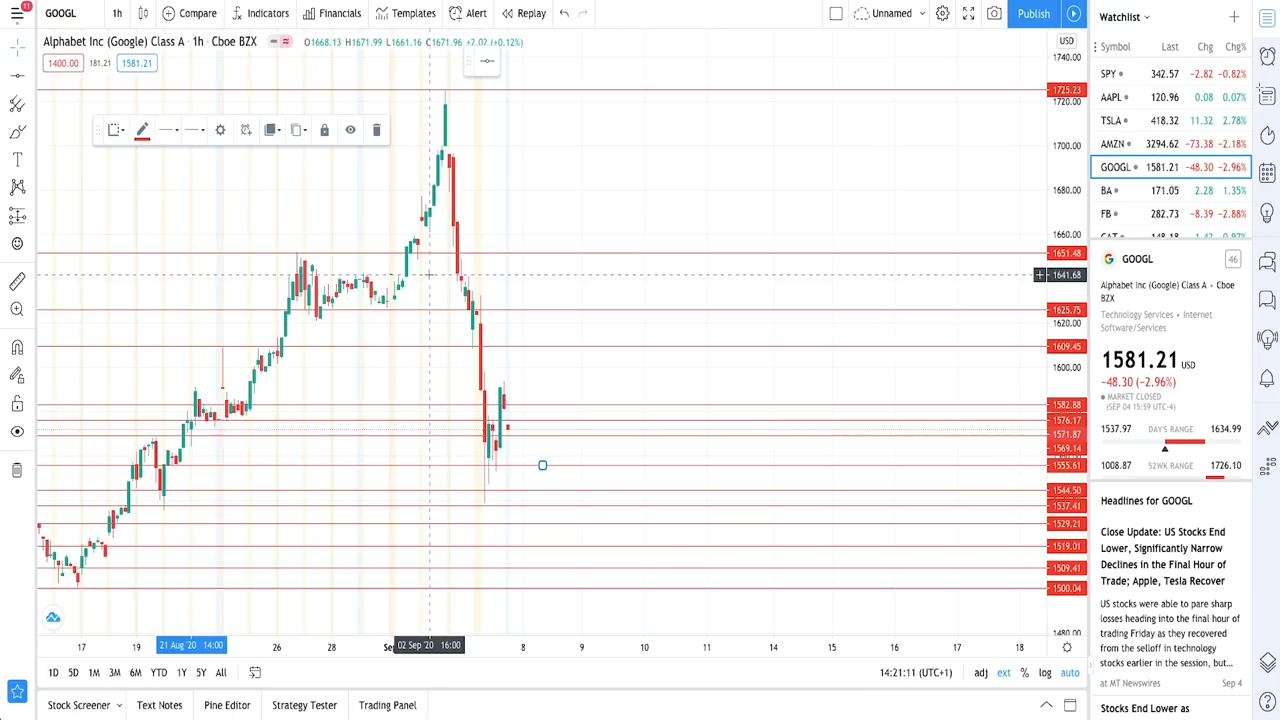 11
GOOGL
1h
Compare
Indicators
Financials
Templates
Alert
Replay
Unnamed
Publish
Alphabet Inc (Google) Class A · 1h · Cboe BZX
O1668.13 H1671.99 L1661.16 C1671.96 +2.02 (+0.12%)
USD
1400.00
181.21
1581.21
1740.00
1725.23
1720.00
1700.00
1680.00
1660.00
1651.48
1641.68
1625.75
1620.00
1609.45
1600.00
1582.88
1576.17
1571.87
1569.14
1555.61
1544.50
1537.41
1529.21
1519.01
1509.41
1500.04
1480.00
17
19
21 Aug '20 14:00
26
28
Se
02 Sep '20 16:00
8
9
10
11
14
15
16
17
18
1D
5D
1M
3M
6M
YTD
1Y
5Y
All
14:21:11 (UTC+1)
adj
ext
%
log
auto
Stock Screener
Text Notes
Pine Editor
Strategy Tester
Trading Panel
Watchlist
Symbol Last Chg Chg%
SPY 342.57 −2.82 −0.82%
AAPL 120.96 0.08 0.07%
TSLA 418.32 11.32 2.78%
AMZN 3294.62 −73.38 −2.18%
GOOGL 1581.21 −48.30 −2.96%
BA 171.05 2.28 1.35%
FB 282.73 −8.39 −2.88%
CAT 148.18 1.42 0.97%
GOOGL
46
Alphabet Inc (Google) Class A · Cboe
BZX
Technology Services · Internet
Software/Services
1581.21 USD
−48.30 (−2.96%)
MARKET CLOSED
(SEP 04 15:59 UTC-4)
1537.97 DAY'S RANGE 1634.99
1008.87 52WK RANGE 1726.10
Headlines for GOOGL
Close Update: US Stocks End
Lower, Significantly Narrow
Declines in the Final Hour of
Trade; Apple, Tesla Recover
US stocks were able to pare sharp
losses heading into the final hour of
trading Friday as they recovered
from the selloff in technology
stocks earlier in the session, but...
at MT Newswires
Sep 4
Stocks End Lower as